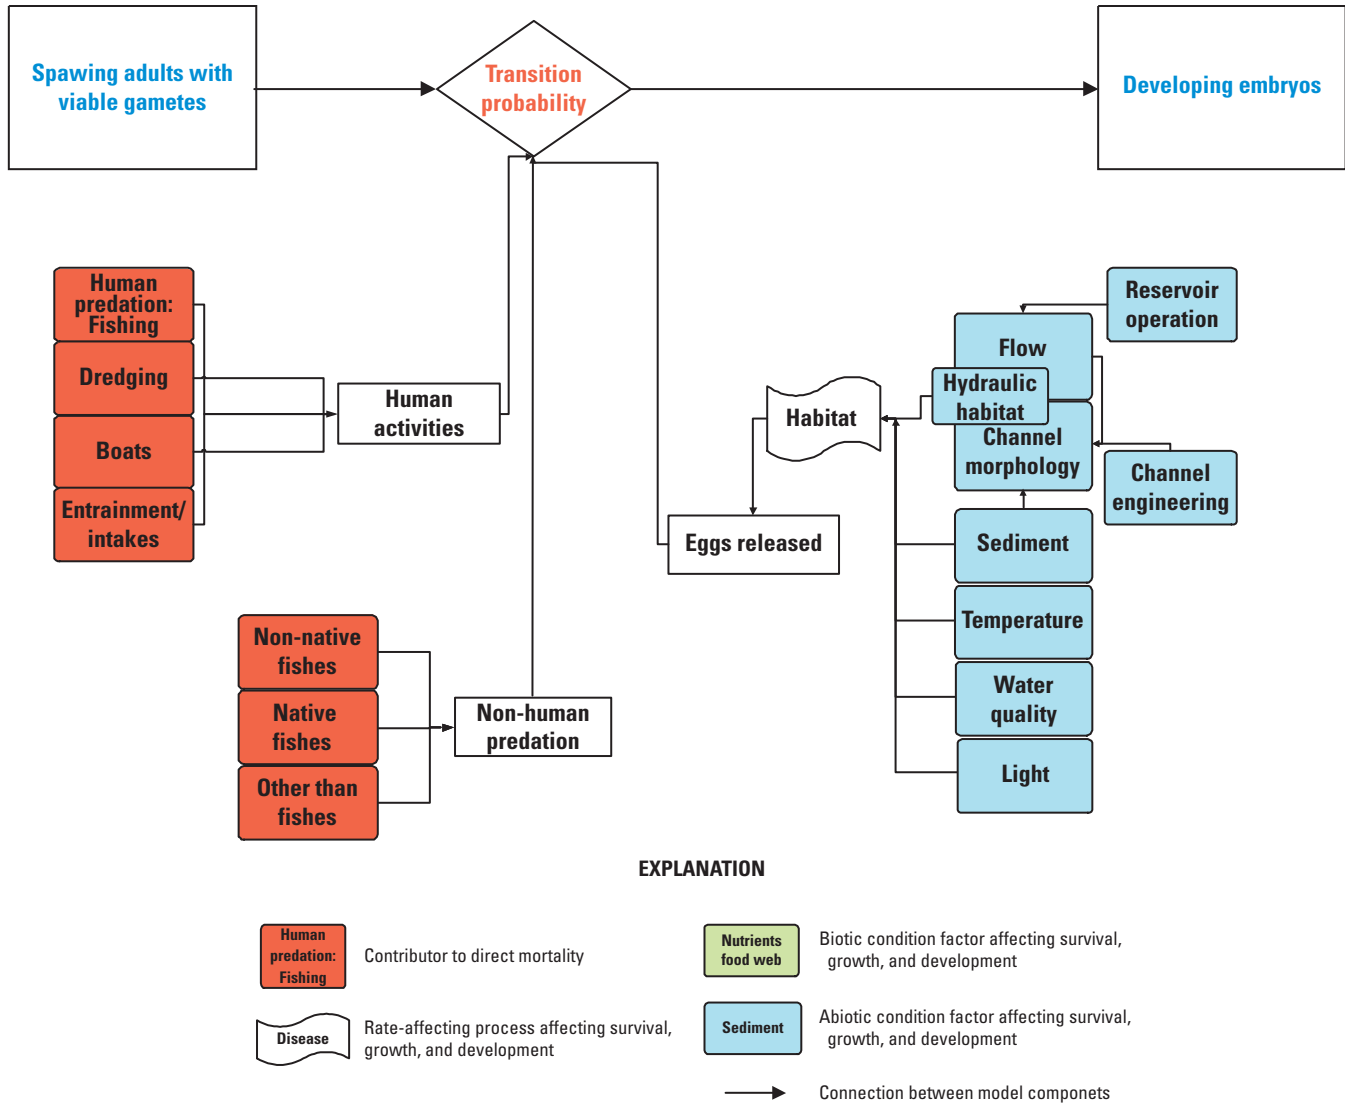 Spawing adults with
viable gametes
Transition
probability
Developing embryos
Human
predation:
Fishing
Dredging
Boats
Entrainment/
intakes
Human
activities
Non-native
fishes
Native
fishes
Other than
fishes
Non-human
predation
Habitat
Eggs released
Reservoir
operation
Flow
Hydraulic
habitat
Channel
morphology
Channel
engineering
Sediment
Temperature
Water
quality
Light
EXPLANATION
Human
predation:
Fishing
Contributor to direct mortality
Disease
Rate-affecting process affecting survival,
growth, and development
Nutrients
food web
Biotic condition factor affecting survival,
growth, and development
Sediment
Abiotic condition factor affecting survival,
growth, and development
Connection between model componets